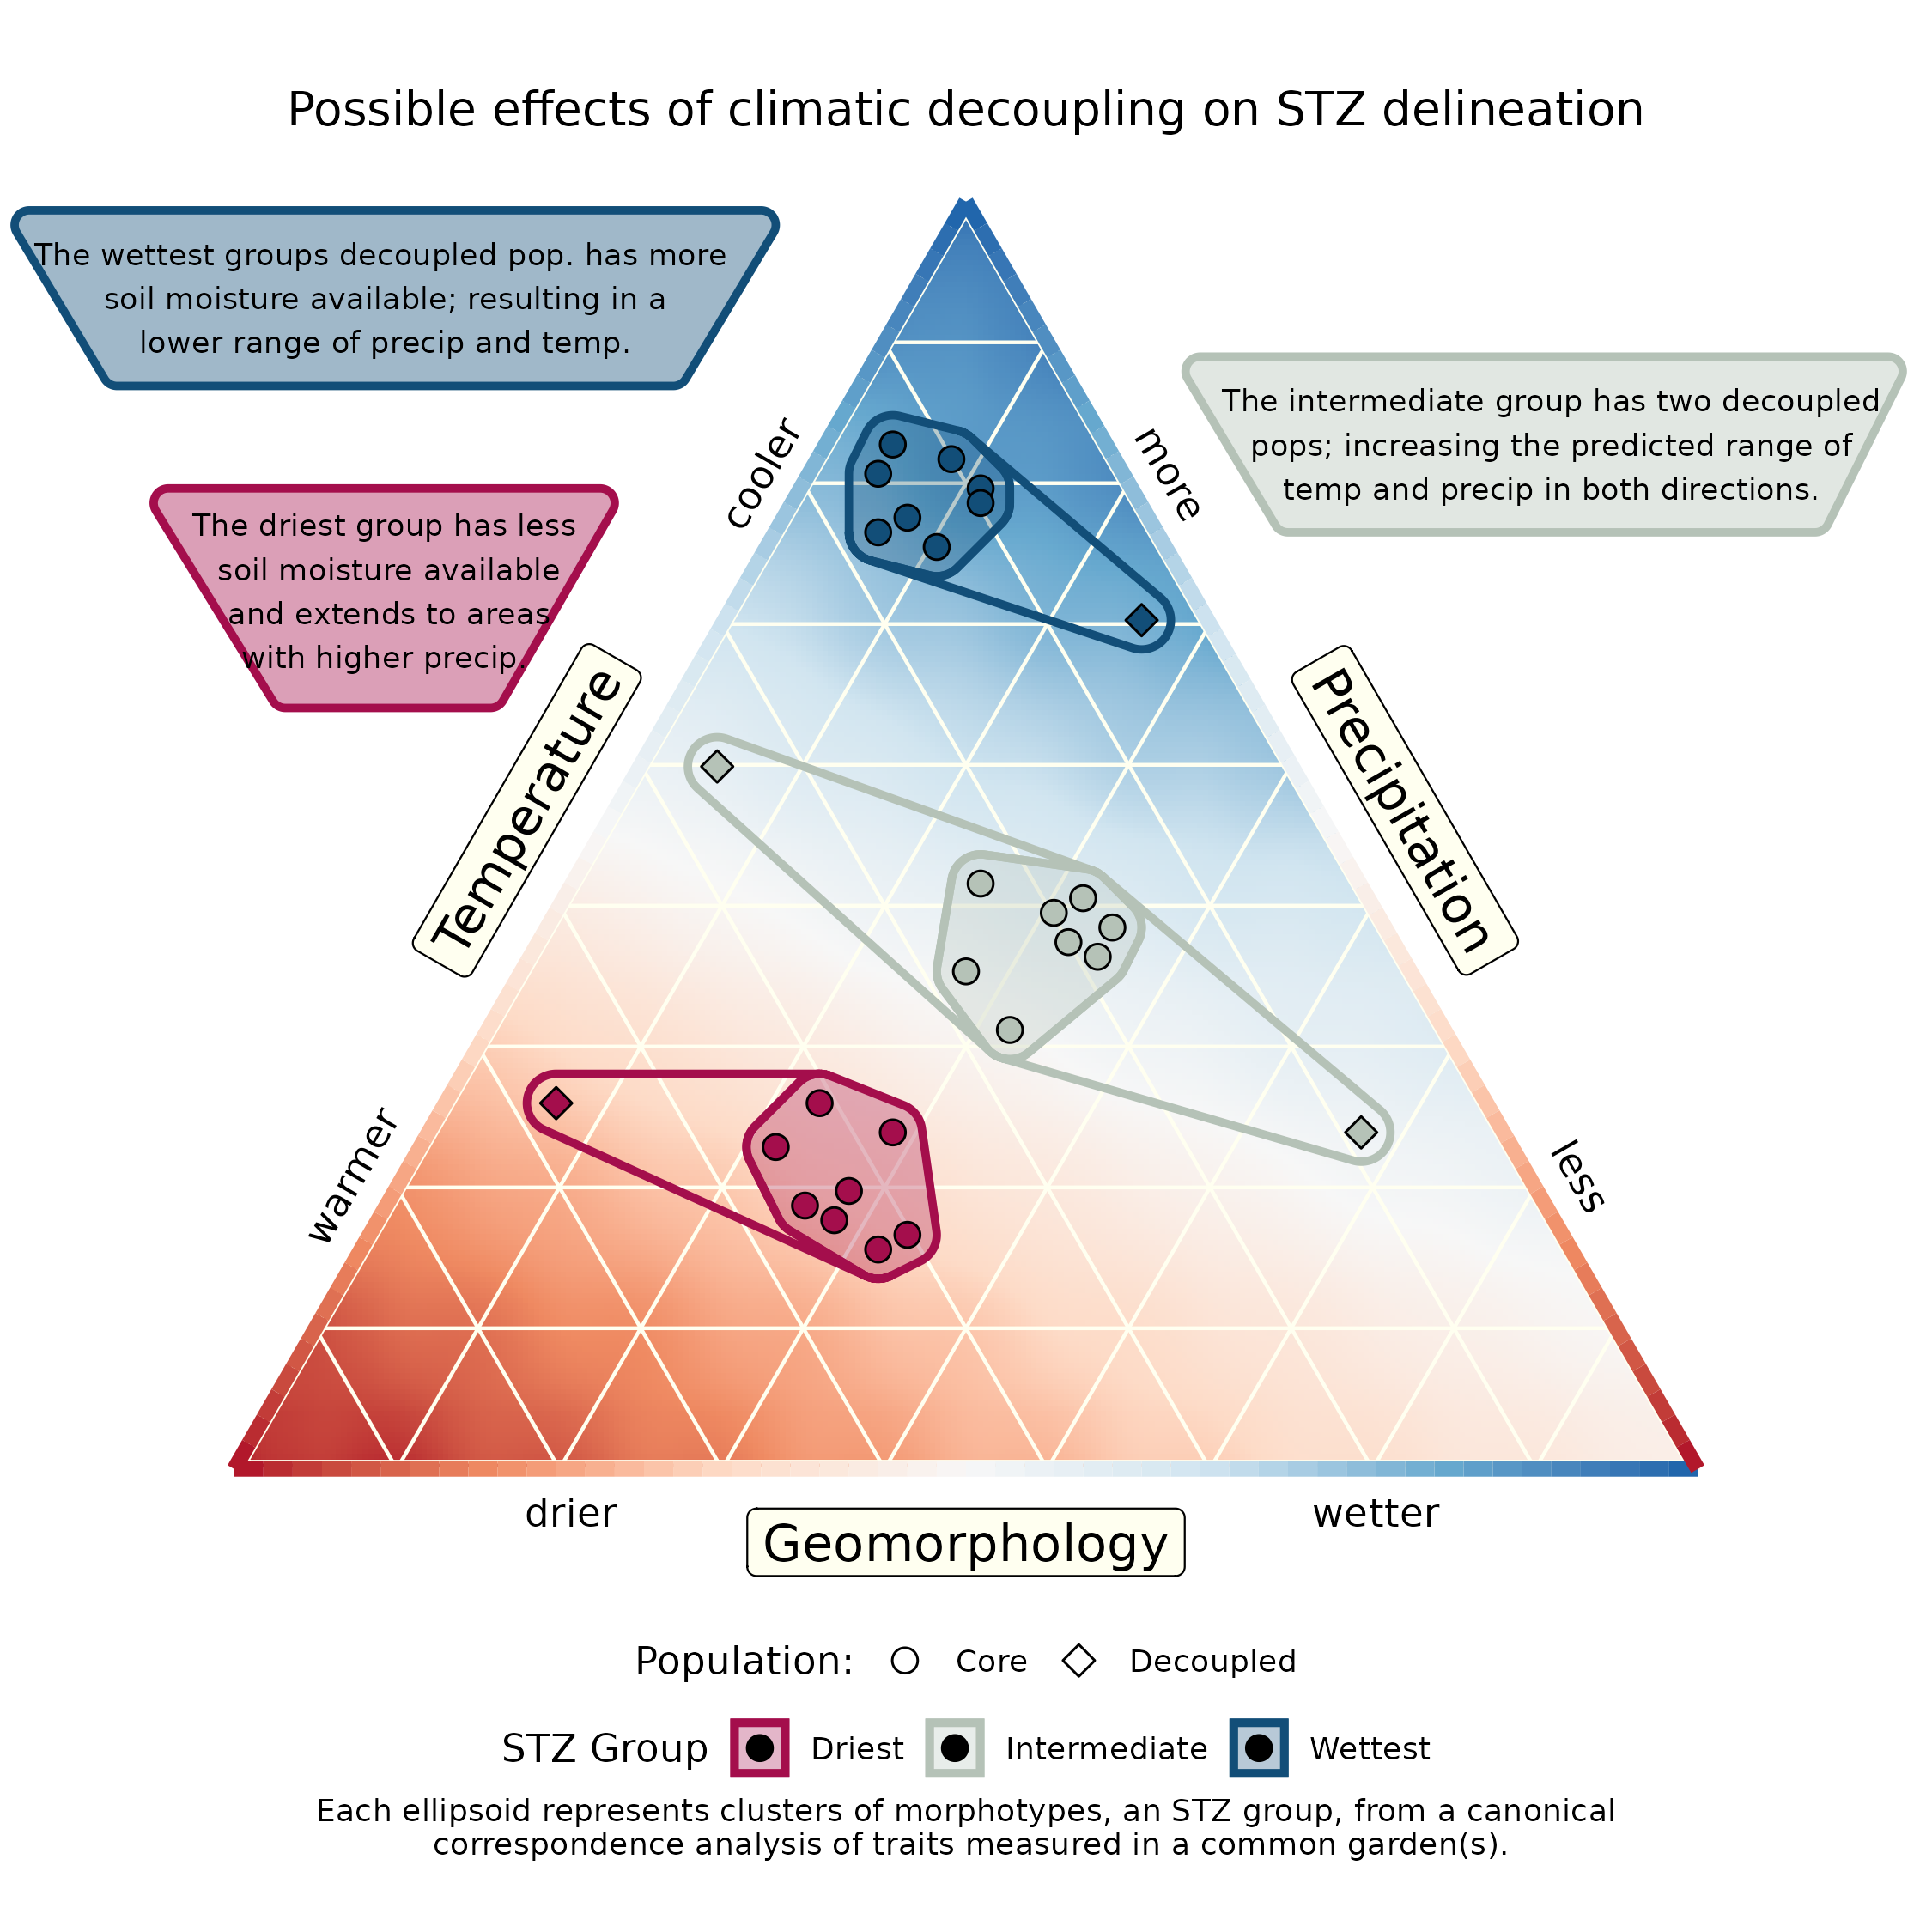 Possible effects of climatic decoupling on STZ delineation
The wettest groups decoupled pop. has more
soil moisture available; resulting in a
lower range of precip and temp.
The intermediate group has two decoupled
pops; increasing the predicted range of
temp and precip in both directions.
The driest group has less
soil moisture available
and extends to areas
with higher precip.
cooler
more
Temperature
Precipitation
warmer
less
drier
wetter
Geomorphology
Population: Core Decoupled
STZ Group Driest Intermediate Wettest
Each ellipsoid represents clusters of morphotypes, an STZ group, from a canonical
correspondence analysis of traits measured in a common garden(s).